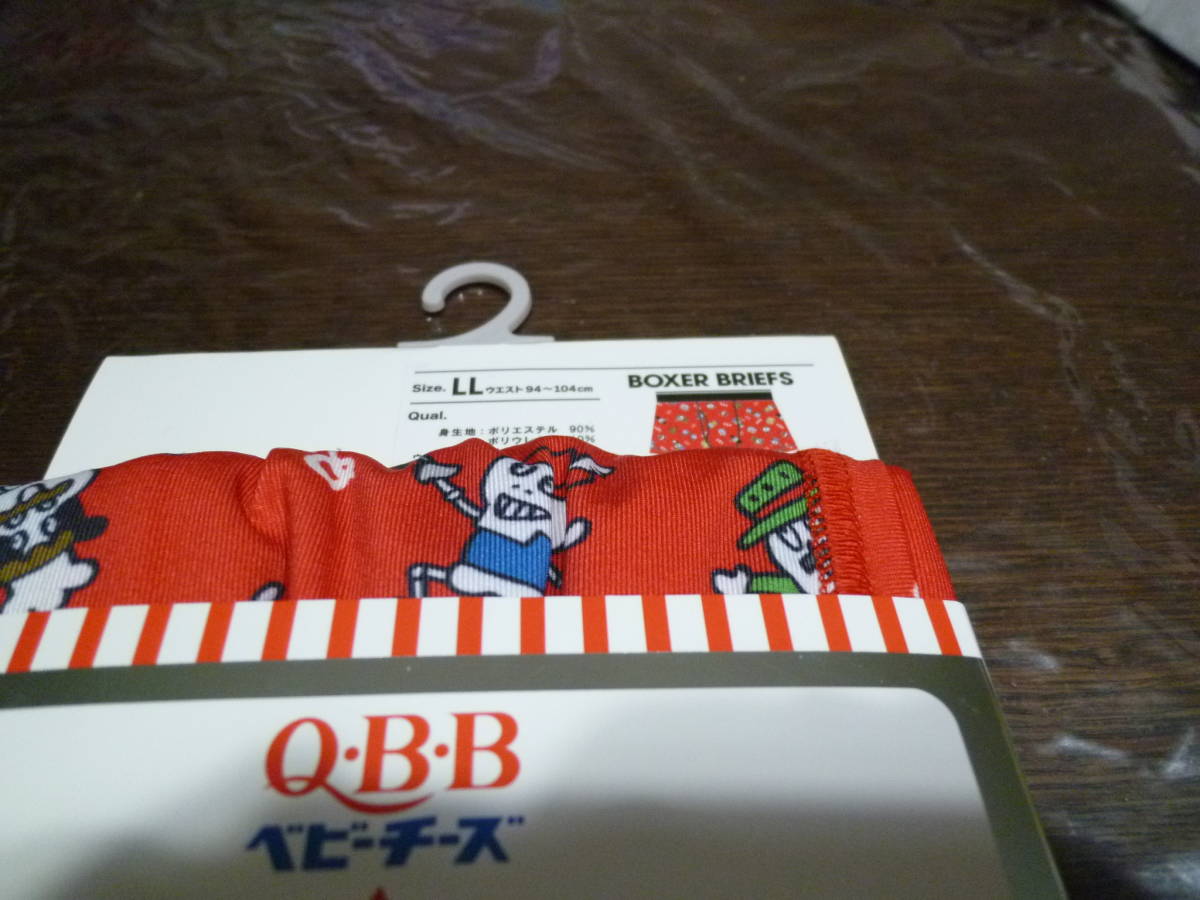 Size. LL ウエスト94～104cm
BOXER BRIEFS
Qual.
身生地：ポリエステル 90%
Q・B・B
ベビーチーズ